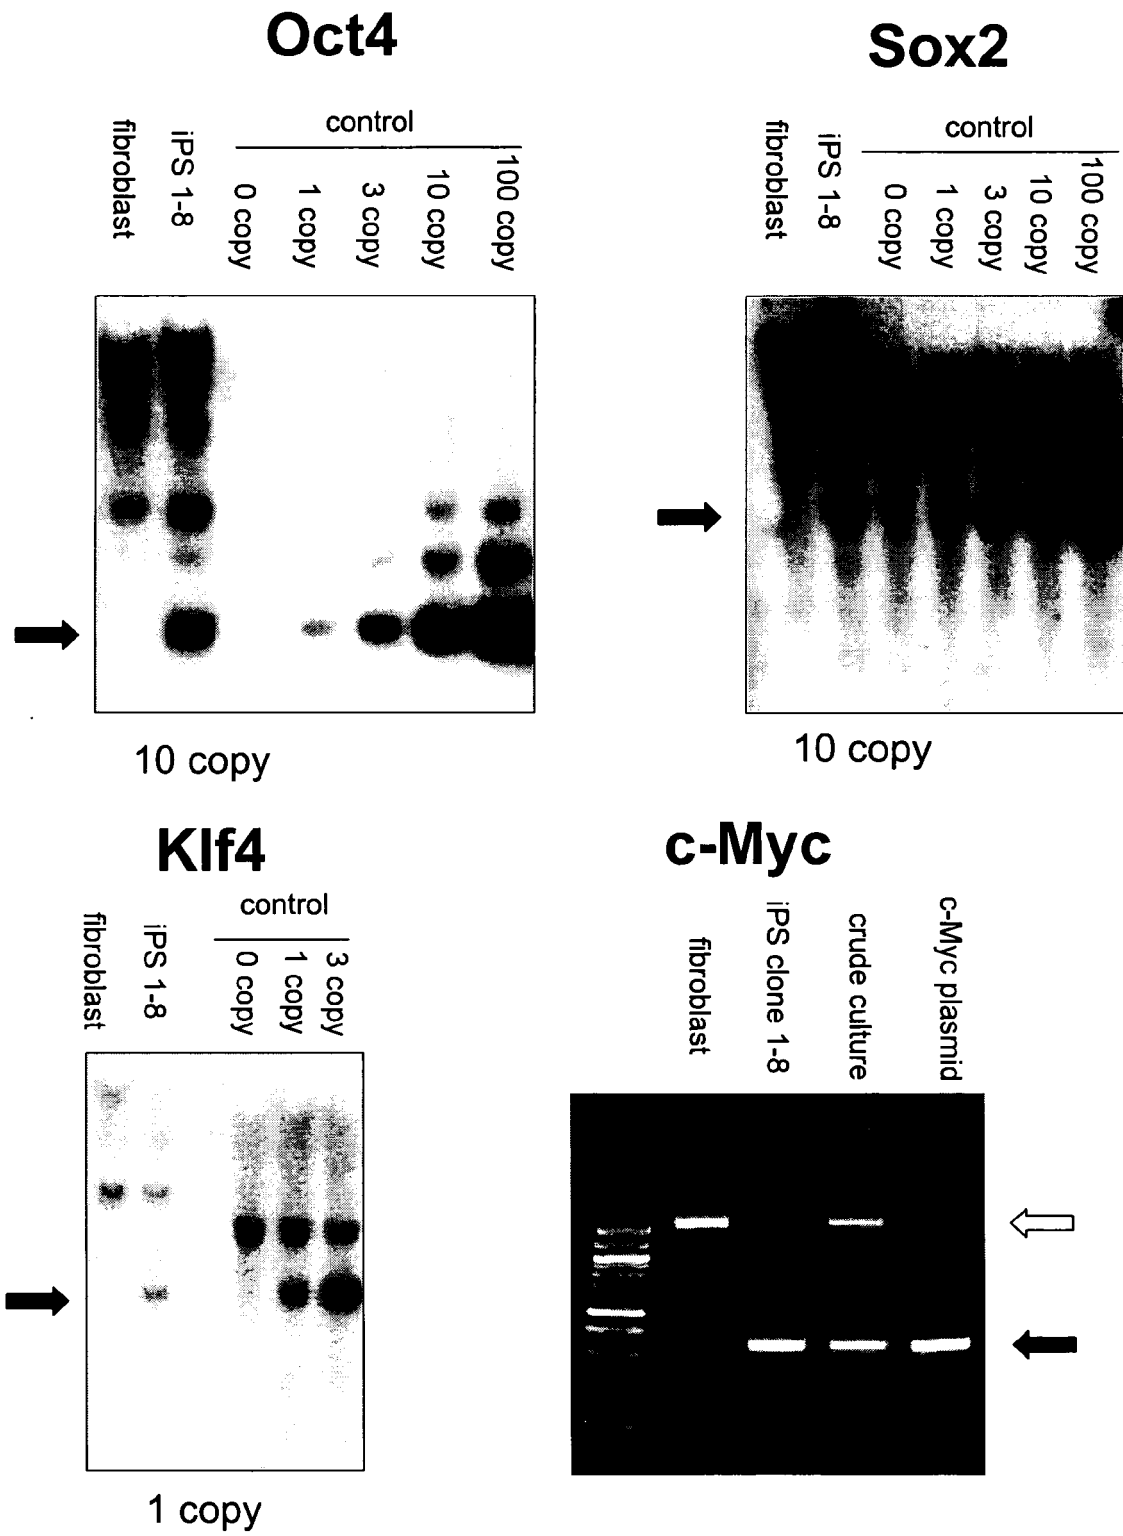 Oct4
control
fibroblast
iPS 1-8
0 copy
1 copy
3 copy
10 copy
100 copy
10 copy
Sox2
control
fibroblast
iPS 1-8
0 copy
1 copy
3 copy
10 copy
100 copy
10 copy
Klf4
control
fibroblast
iPS 1-8
0 copy
1 copy
3 copy
1 copy
c-Myc
fibroblast
iPS clone 1-8
crude culture
c-Myc plasmid